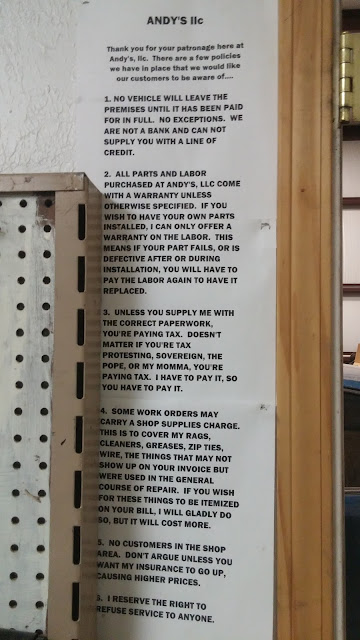 ANDY'S llc
Thank you for your patronage here at
Andy's, llc. There are a few policies
we have in place that we would like
our customers to be aware of....
1. NO VEHICLE WILL LEAVE THE
PREMISES UNTIL IT HAS BEEN PAID
FOR IN FULL. NO EXCEPTIONS. WE
ARE NOT A BANK AND CAN NOT
SUPPLY YOU WITH A LINE OF
CREDIT.
2. ALL PARTS AND LABOR
PURCHASED AT ANDY'S, LLC COME
WITH A WARRANTY UNLESS
OTHERWISE SPECIFIED. IF YOU
WISH TO HAVE YOUR OWN PARTS
INSTALLED, I CAN ONLY OFFER A
WARRANTY ON THE LABOR. THIS
MEANS IF YOUR PART FAILS, OR IS
DEFECTIVE AFTER OR DURING
INSTALLATION, YOU WILL HAVE TO
PAY THE LABOR AGAIN TO HAVE IT
REPLACED.
3. UNLESS YOU SUPPLY ME WITH
THE CORRECT PAPERWORK,
YOU'RE PAYING TAX. DOESN'T
MATTER IF YOU'RE TAX
PROTESTING, SOVEREIGN, THE
POPE, OR MY MOMMA, YOU'RE
PAYING TAX. I HAVE TO PAY IT, SO
YOU HAVE TO PAY IT.
4. SOME WORK ORDERS MAY
CARRY A SHOP SUPPLIES CHARGE.
THIS IS TO COVER MY RAGS,
CLEANERS, GREASES, ZIP TIES,
WIRE, THE THINGS THAT MAY NOT
SHOW UP ON YOUR INVOICE BUT
WERE USED IN THE GENERAL
COURSE OF REPAIR. IF YOU WISH
FOR THESE THINGS TO BE ITEMIZED
ON YOUR BILL, I WILL GLADLY DO
SO, BUT IT WILL COST MORE.
5. NO CUSTOMERS IN THE SHOP
AREA. DON'T ARGUE UNLESS YOU
WANT MY INSURANCE TO GO UP,
CAUSING HIGHER PRICES.
6. I RESERVE THE RIGHT TO
REFUSE SERVICE TO ANYONE.